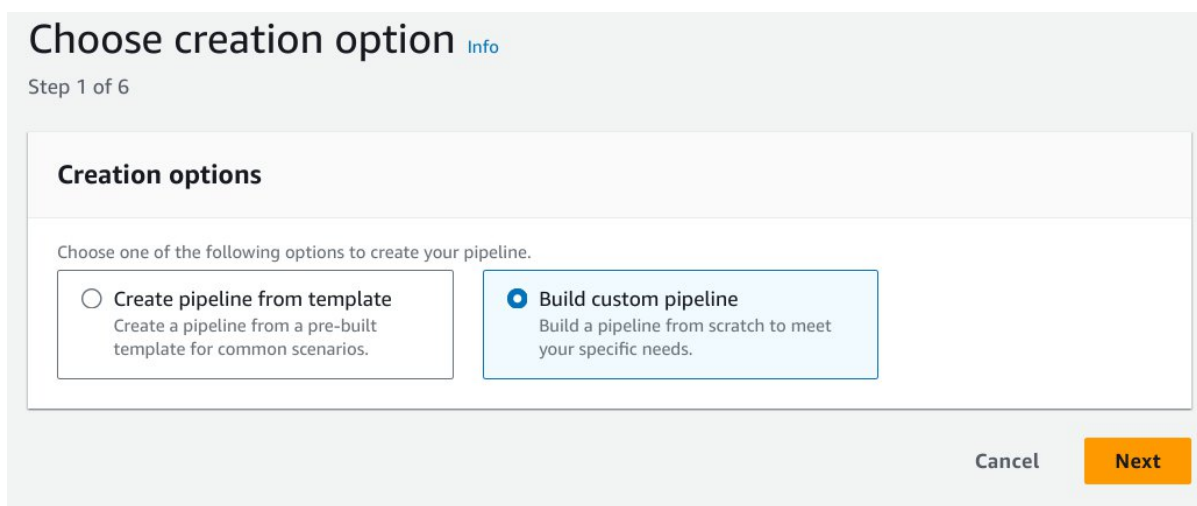 Choose creation option Info
Step 1 of 6
Creation options
Choose one of the following options to create your pipeline.
Create pipeline from template
Create a pipeline from a pre-built
template for common scenarios.
Build custom pipeline
Build a pipeline from scratch to meet
your specific needs.
Cancel
Next